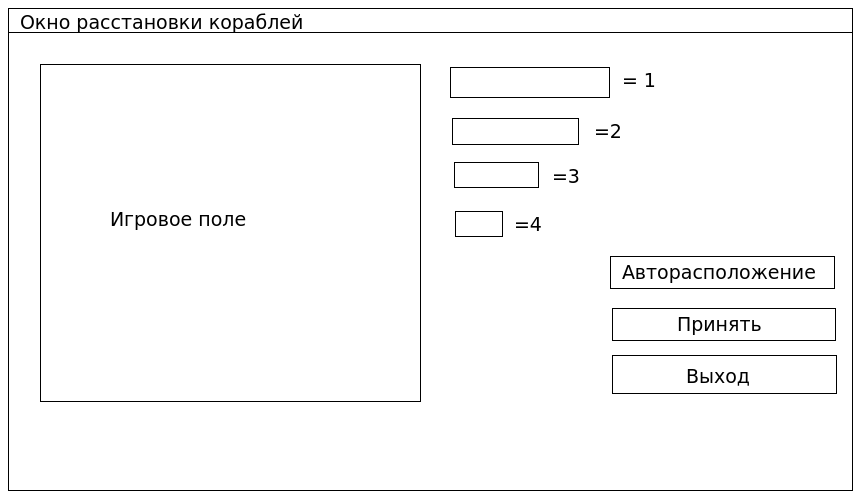 Окно расстановки кораблей
= 1
=2
=3
Игровое поле
=4
Авторасположение
Принять
Выход